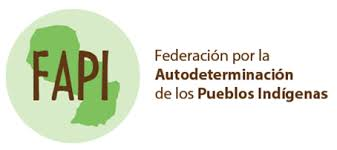 FAPI
Federación por la
Autodeterminación
de los Pueblos Indígenas